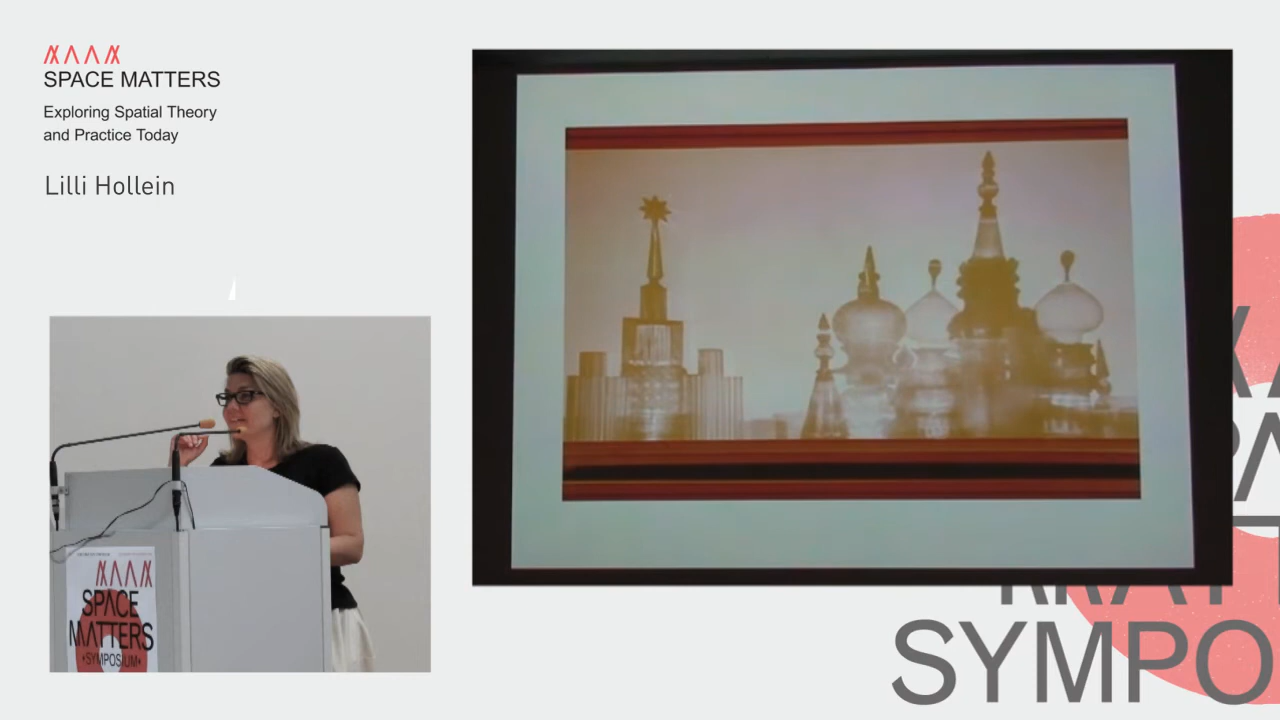 SPACE MATTERS
Exploring Spatial Theory
and Practice Today
Lilli Hollein
SPACE
MATTERS
SYMPOSIUM
SYMPO